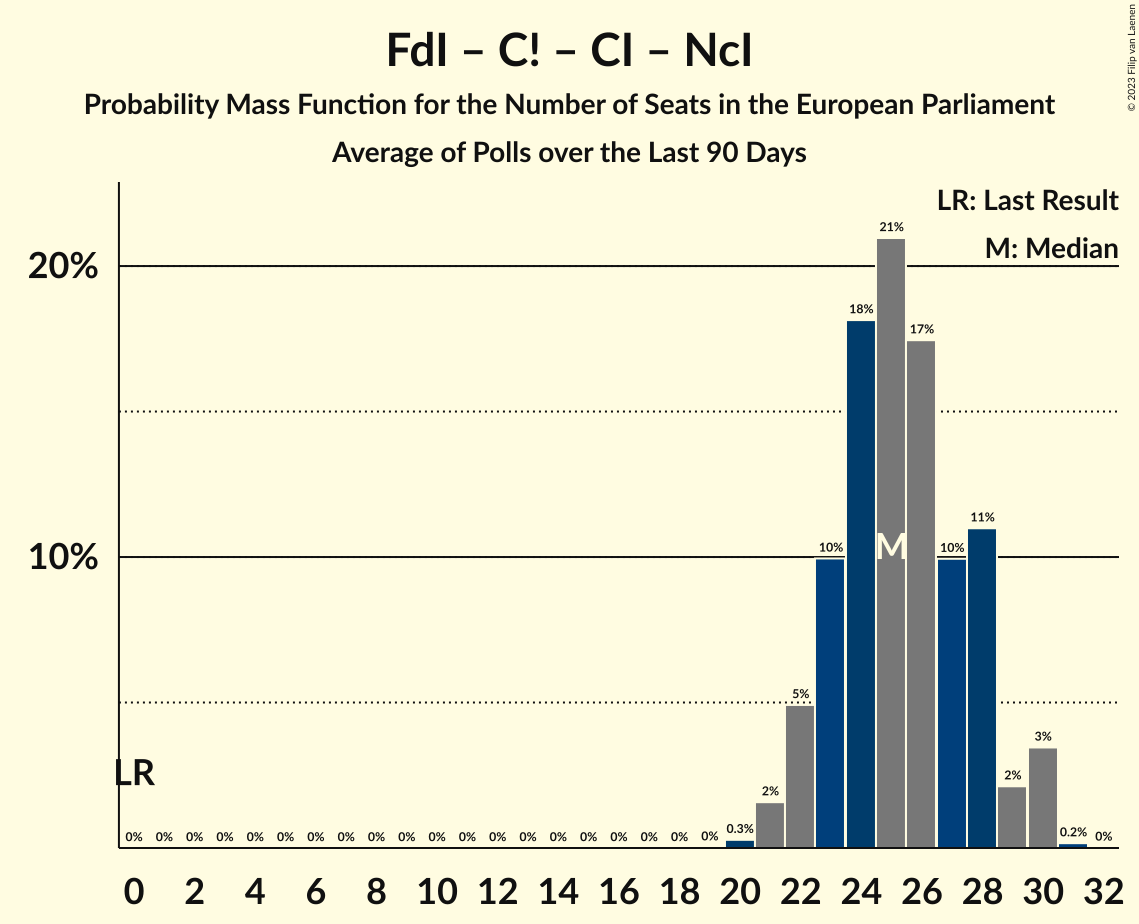 FdI – C! – CI – NcI
Probability Mass Function for the Number of Seats in the European Parliament
Average of Polls over the Last 90 Days
© 2023 Filip van Laenen
LR: Last Result
M: Median
20%
10%
21%
18%
17%
10%
M
10%
11%
5%
LR
2%
2%
3%
0% 0% 0% 0% 0% 0% 0% 0% 0% 0% 0% 0% 0% 0% 0% 0% 0% 0% 0% 0% 0.3% 0.2% 0%
0 2 4 6 8 10 12 14 16 18 20 22 24 26 28 30 32